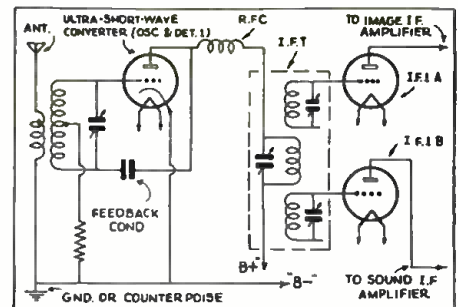 ANT.
ULTRA-SHORT-WAVE
CONVERTER (OSC & DET.1)
R.F.C
I.F.T
TO IMAGE I.F.
AMPLIFIER
I.F.1 A
I.F.1 B
FEEDBACK
COND
B+
"B-"
TO SOUND I.F
AMPLIFIER
GND. OR COUNTERPOISE